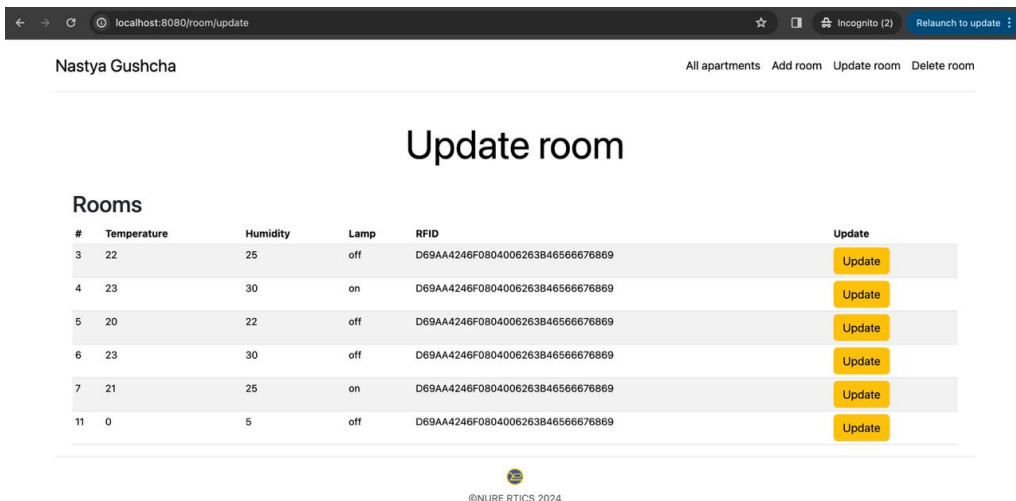 localhost:8080/room/update Incognito (2) Relaunch to update
Nastya Gushcha All apartments Add room Update room Delete room
Update room
Rooms
# Temperature Humidity Lamp RFID Update
3 22 25 off D69AA4246F0804006263B46566676869 Update
4 23 30 on D69AA4246F0804006263B46566676869 Update
5 20 22 off D69AA4246F0804006263B46566676869 Update
6 23 30 off D69AA4246F0804006263B46566676869 Update
7 21 25 on D69AA4246F0804006263B46566676869 Update
11 0 5 off D69AA4246F0804006263B46566676869 Update
©NURE RTICS 2024